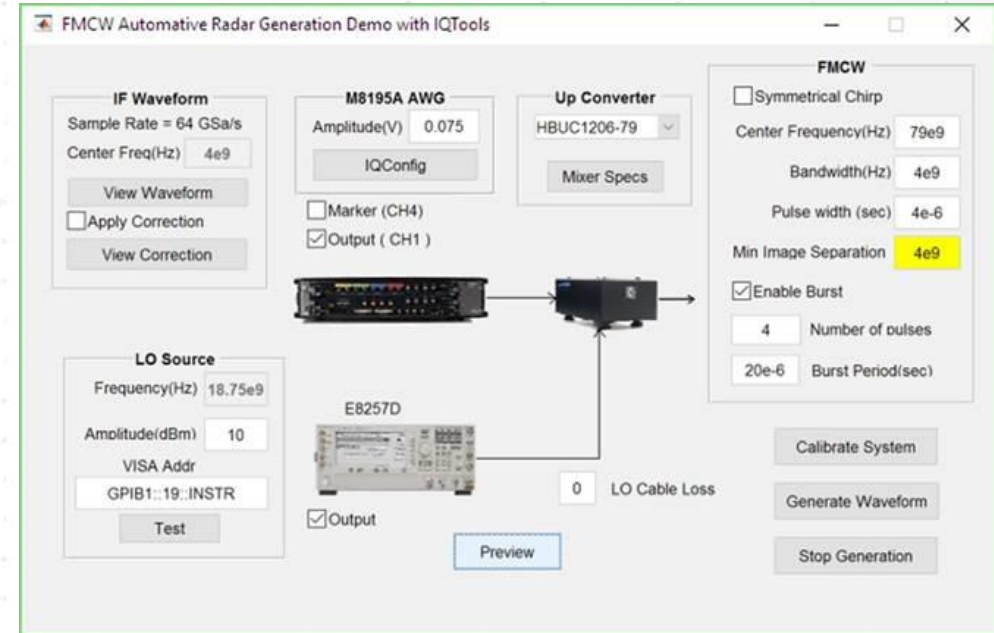 FMCW Automative Radar Generation Demo with IQTools
IF Waveform
Sample Rate = 64 GSa/s
Center Freq(Hz) 4e9
View Waveform
Apply Correction
View Correction
M8195A AWG
Amplitude(V) 0.075
IQConfig
Marker (CH4)
Output ( CH1 )
Up Converter
HBUC1206-79
Mixer Specs
FMCW
Symmetrical Chirp
Center Frequency(Hz) 79e9
Bandwidth(Hz) 4e9
Pulse width (sec) 4e-6
Min Image Separation 4e9
Enable Burst
4 Number of pulses
20e-6 Burst Period(sec)
LO Source
Frequency(Hz) 18.75e9
Amplitude(dBm) 10
VISA Addr
GPIB1::19::INSTR
Test
E8257D
Output
0 LO Cable Loss
Preview
Calibrate System
Generate Waveform
Stop Generation